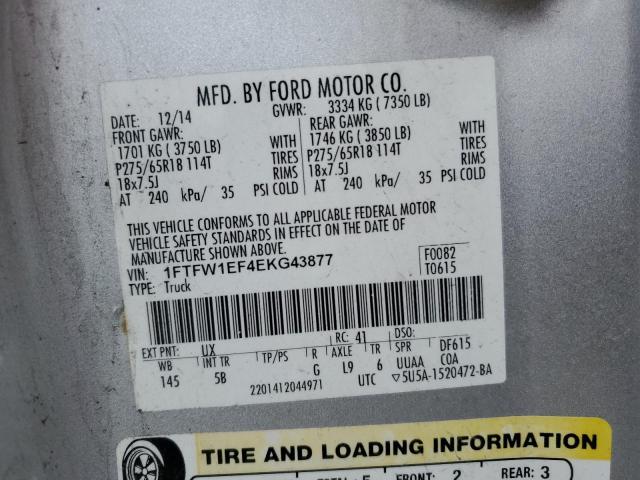 MFD. BY FORD MOTOR CO.
DATE: 12/14 GVWR: 3334 KG ( 7350 LB)
FRONT GAWR: REAR GAWR:
1701 KG ( 3750 LB) WITH 1746 KG ( 3850 LB) WITH
P275/65R18 114T TIRES P275/65R18 114T TIRES
18x7.5J RIMS 18x7.5J RIMS
AT 240 kPa/ 35 PSI COLD AT 240 kPa/ 35 PSI COLD
THIS VEHICLE CONFORMS TO ALL APPLICABLE FEDERAL MOTOR
VEHICLE SAFETY STANDARDS IN EFFECT ON THE DATE OF
MANUFACTURE SHOWN ABOVE.
VIN: 1FTFW1EF4EKG43877 F0082
TYPE: Truck T0615
EXT PNT: UX RC: 41 DSO:
WB INT TR TP/PS R AXLE TR SPR DF615
145 5B G L9 6 UUAA COA
2201412044971 UTC ▽5U5A-1520472-BA
TIRE AND LOADING INFORMATION
FRONT: 2 REAR: 3